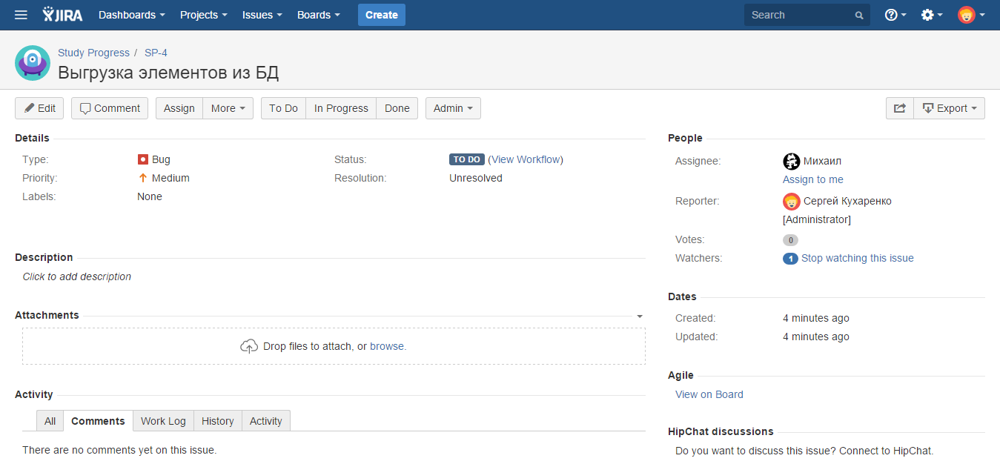 JIRA Dashboards Projects Issues Boards Create Search
Study Progress / SP-4
Выгрузка элементов из БД
Edit Comment Assign More To Do In Progress Done Admin Export
Details
Type: Bug Status: TO DO (View Workflow)
Priority: Medium Resolution: Unresolved
Labels: None
Description
Click to add description
Attachments
Drop files to attach, or browse.
Activity
All Comments Work Log History Activity
There are no comments yet on this issue.
People
Assignee: Михаил
Assign to me
Reporter: Сергей Кухаренко
[Administrator]
Votes: 0
Watchers: 1 Stop watching this issue
Dates
Created: 4 minutes ago
Updated: 4 minutes ago
Agile
View on Board
HipChat discussions
Do you want to discuss this issue? Connect to HipChat.